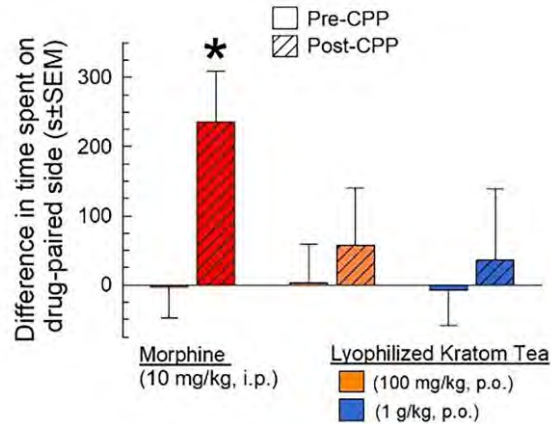 Pre-CPP
Post-CPP
*
Difference in time spent on
drug-paired side (s±SEM)
300
200
100
0
Morphine
(10 mg/kg, i.p.)
Lyophilized Kratom Tea
(100 mg/kg, p.o.)
(1 g/kg, p.o.)